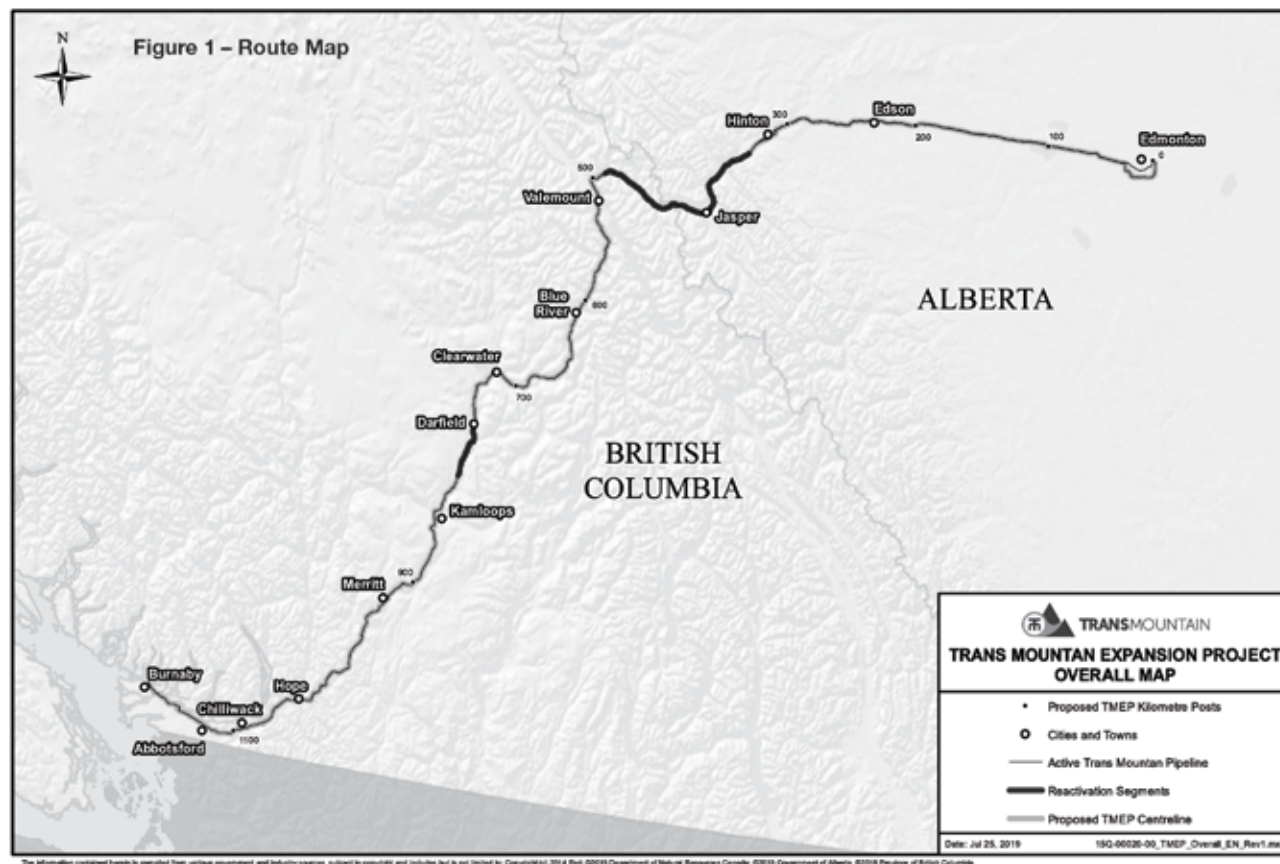 N
Figure 1 – Route Map
Hinton
300
Edson
200
100
Edmonton
0
500
Valemount
Jasper
Blue
River
600
ALBERTA
Clearwater
700
Darfield
BRITISH
COLUMBIA
Kamloops
900
Merritt
Burnaby
Hope
Chilliwack
1100
Abbotsford
TRANSMOUNTAIN
TRANS MOUNTAN EXPANSION PROJECT
OVERALL MAP
Proposed TMEP Kilometre Posts
Cities and Towns
Active Trans Mountain Pipeline
Reactivation Segments
Proposed TMEP Centreline
Date: Jul 25, 2019